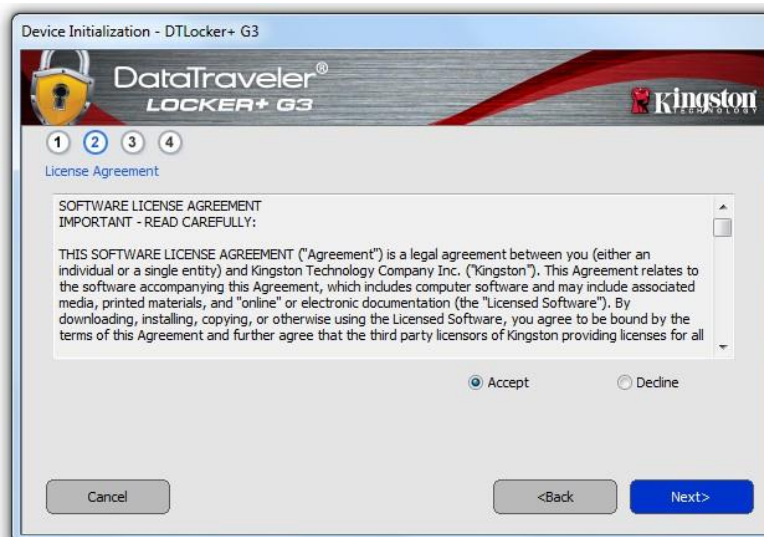 Device Initialization - DTLocker+ G3
DataTraveler®
LOCKER+ G3
Kingston
TECHNOLOGY
1 2 3 4
License Agreement
SOFTWARE LICENSE AGREEMENT
IMPORTANT - READ CAREFULLY:
THIS SOFTWARE LICENSE AGREEMENT ("Agreement") is a legal agreement between you (either an
individual or a single entity) and Kingston Technology Company Inc. ("Kingston"). This Agreement relates to
the software accompanying this Agreement, which includes computer software and may include associated
media, printed materials, and "online" or electronic documentation (the "Licensed Software"). By
downloading, installing, copying, or otherwise using the Licensed Software, you agree to be bound by the
terms of this Agreement and further agree that the third party licensors of Kingston providing licenses for all
Accept Decline
Cancel <Back Next>